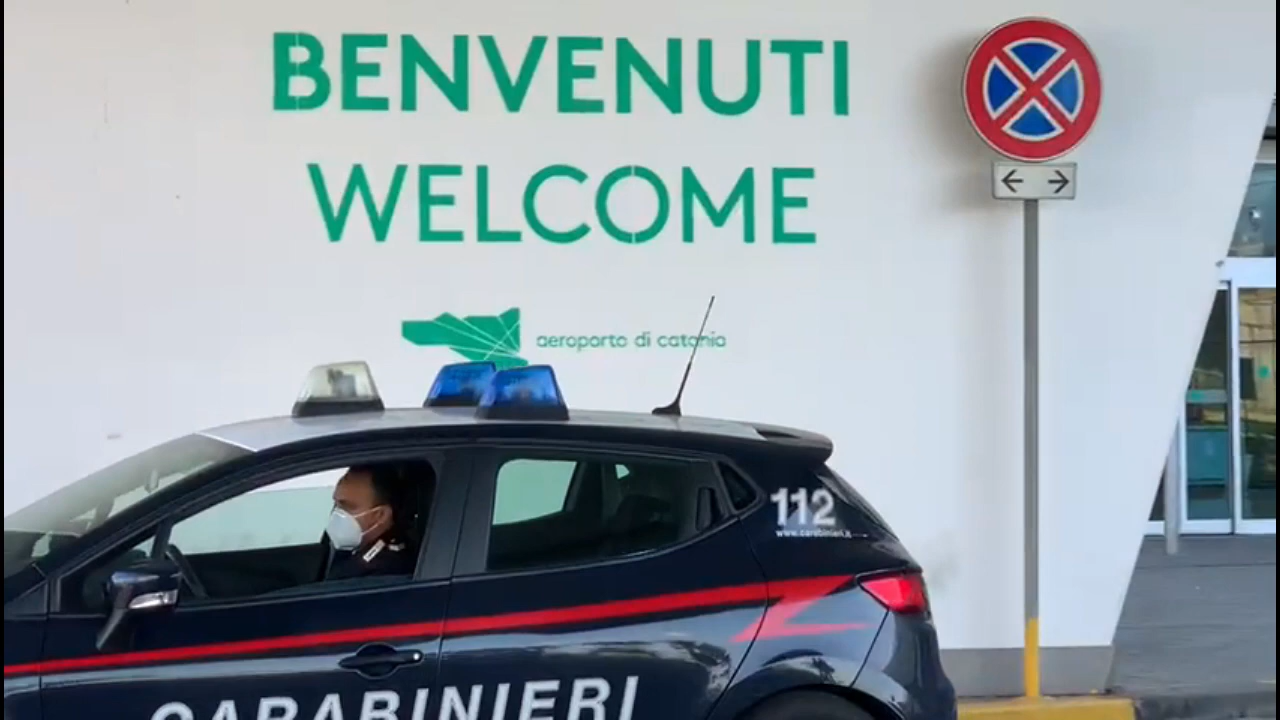 BENVENUTI
WELCOME
aeroporto di catania
112
www.carabinieri.it
CARABINIERI